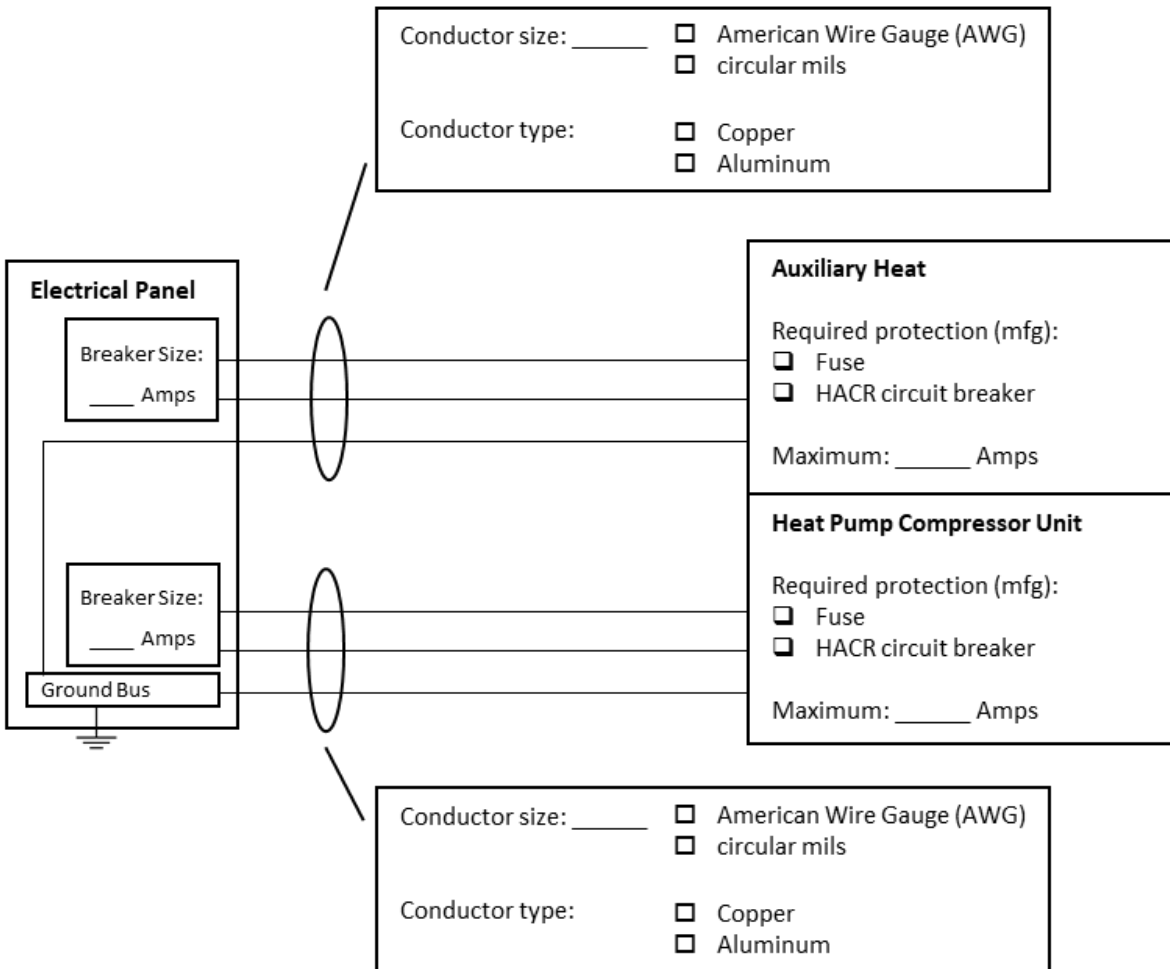 Conductor size: ______ ☐ American Wire Gauge (AWG)
☐ circular mils
Conductor type: ☐ Copper
☐ Aluminum
Electrical Panel
Breaker Size:
____ Amps
Breaker Size:
____ Amps
Ground Bus
Auxiliary Heat
Required protection (mfg):
❑ Fuse
❑ HACR circuit breaker
Maximum: ______ Amps
Heat Pump Compressor Unit
Required protection (mfg):
❑ Fuse
❑ HACR circuit breaker
Maximum: ______ Amps
Conductor size: ______ ☐ American Wire Gauge (AWG)
☐ circular mils
Conductor type: ☐ Copper
☐ Aluminum